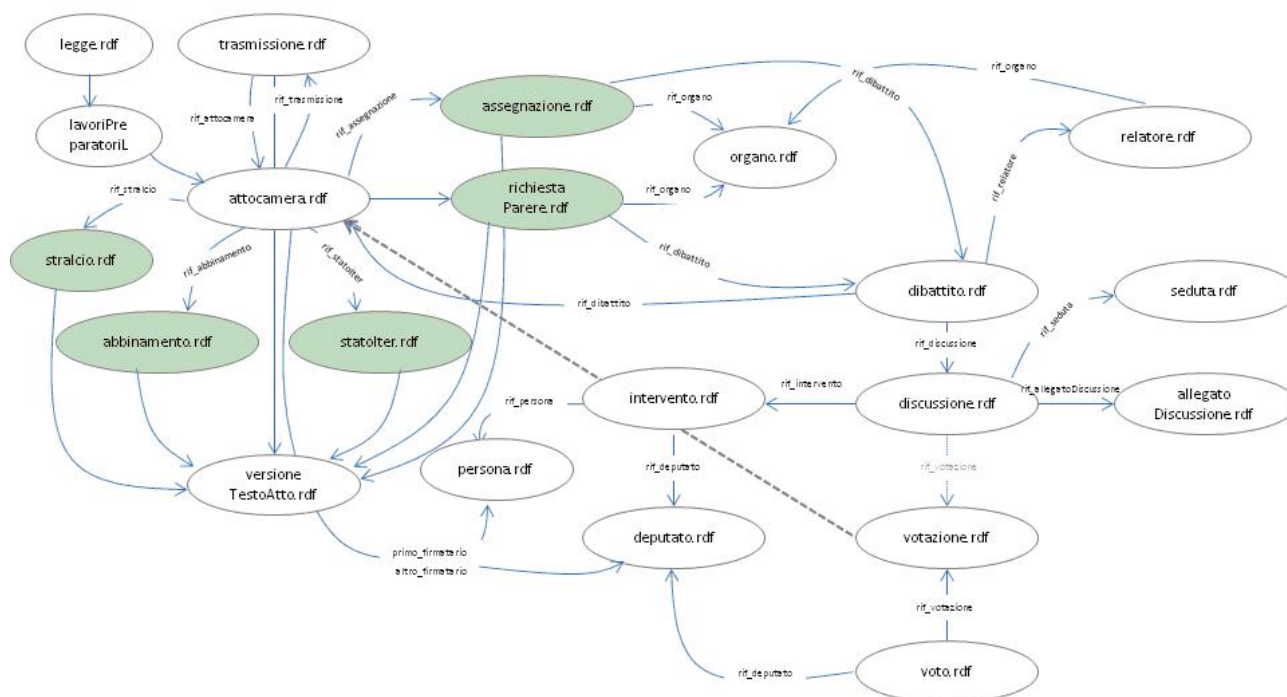 legge.rdf
trasmissione.rdf
rif_trasmissione
rif_attocamera
rif_assegnazione
assegnazione.rdf
rif_organo
rif_dibattito
rif_organo
relatore.rdf
lavoriPre
paratoriL
organo.rdf
rif_relatore
attocamera.rdf
richiesta
Parere.rdf
rif_organo
rif_stralcio
stralcio.rdf
rif_abbinamento
rif_statoIter
rif_dibattito
rif_dibattito
dibattito.rdf
seduta.rdf
rif_seduta
abbinamento.rdf
statoIter.rdf
rif_discussione
rif_intervento
rif_allegatoDiscussione
rif_persona
intervento.rdf
discussione.rdf
allegato
Discussione.rdf
versione
TestoAtto.rdf
persona.rdf
rif_deputato
rif_votazione
primo_firmatario
altro_firmatario
deputato.rdf
votazione.rdf
rif_votazione
rif_deputato
voto.rdf